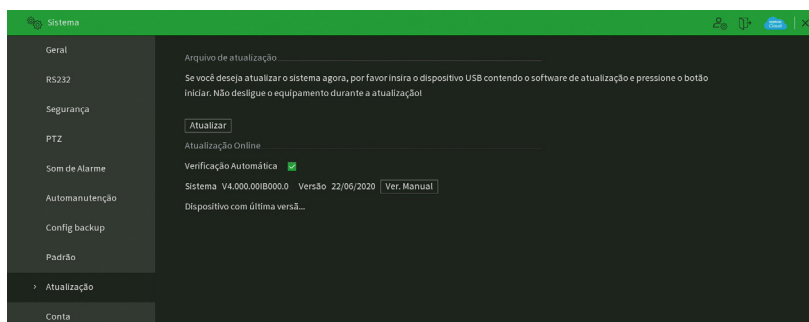 Sistema
Geral
RS232
Segurança
PTZ
Som de Alarme
Automanutenção
Config backup
Padrão
Atualização
Conta
Arquivo de atualização
Se você deseja atualizar o sistema agora, por favor insira o dispositivo USB contendo o software de atualização e pressione o botão
iniciar. Não desligue o equipamento durante a atualização!
Atualizar
Atualização Online
Verificação Automática
Sistema V4.000.00IB000.0 Versão 22/06/2020 Ver. Manual
Dispositivo com última versã...